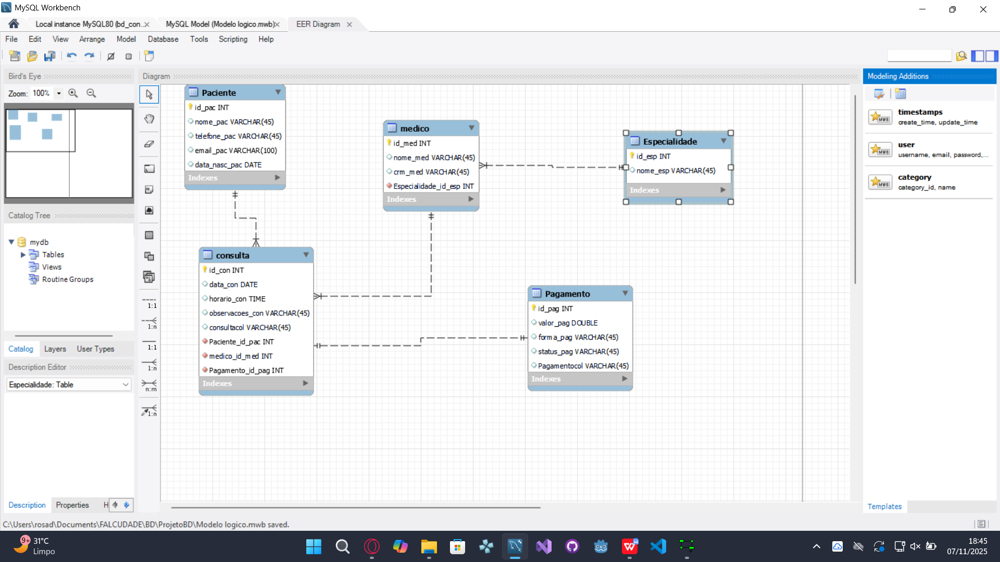 MySQL Workbench
Local instance MySQL80 (bd_con...
MySQL Model (Modelo logico.mwb)
EER Diagram
File Edit View Arrange Model Database Tools Scripting Help
Bird's Eye
Zoom: 100%
Catalog Tree
mydb
Tables
Views
Routine Groups
Catalog Layers User Types
Description Editor
Especialidade: Table
Description Properties H
Diagram
1:1
1:n
1:1
1:n
n:m
1:n
Paciente
id_pac INT
nome_pac VARCHAR(45)
telefone_pac VARCHAR(45)
email_pac VARCHAR(100)
data_nasc_pac DATE
Indexes
medico
id_med INT
nome_med VARCHAR(45)
crm_med VARCHAR(45)
Especialidade_id_esp INT
Indexes
Especialidade
id_esp INT
nome_esp VARCHAR(45)
Indexes
consulta
id_con INT
data_con DATE
horario_con TIME
observacoes_con VARCHAR(45)
consultacol VARCHAR(45)
Paciente_id_pac INT
medico_id_med INT
Pagamento_id_pag INT
Indexes
Pagamento
id_pag INT
valor_pag DOUBLE
forma_pag VARCHAR(45)
status_pag VARCHAR(45)
Pagamentocol VARCHAR(45)
Indexes
Modeling Additions
MWB
timestamps
create_time, update_time
MWB
user
username, email, password,...
MWB
category
category_id, name
Templates
C:\Users\rosad\Documents\FALCUDADE\BD\ProjetoBD\Modelo logico.mwb saved.
9+
31°C
Limpo
18:45
07/11/2025